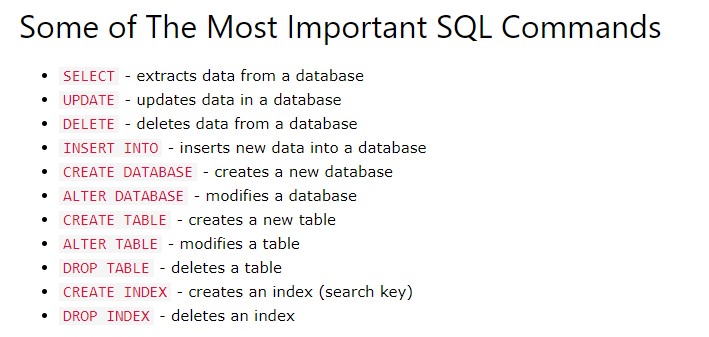 Some of The Most Important SQL Commands
• SELECT - extracts data from a database
• UPDATE - updates data in a database
• DELETE - deletes data from a database
• INSERT INTO - inserts new data into a database
• CREATE DATABASE - creates a new database
• ALTER DATABASE - modifies a database
• CREATE TABLE - creates a new table
• ALTER TABLE - modifies a table
• DROP TABLE - deletes a table
• CREATE INDEX - creates an index (search key)
• DROP INDEX - deletes an index